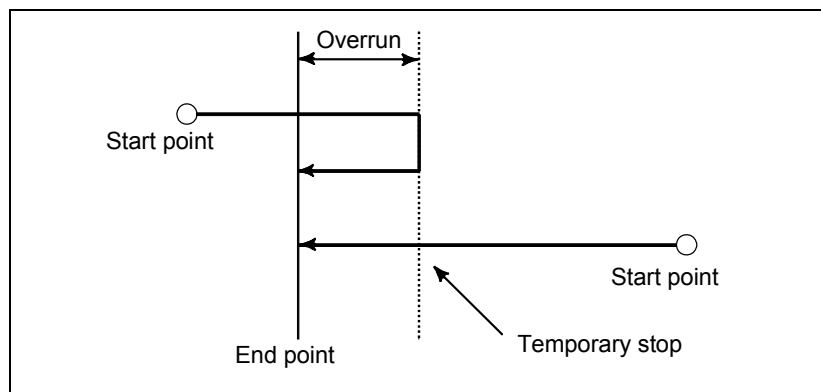 Overrun
Start point
Start point
Temporary stop
End point